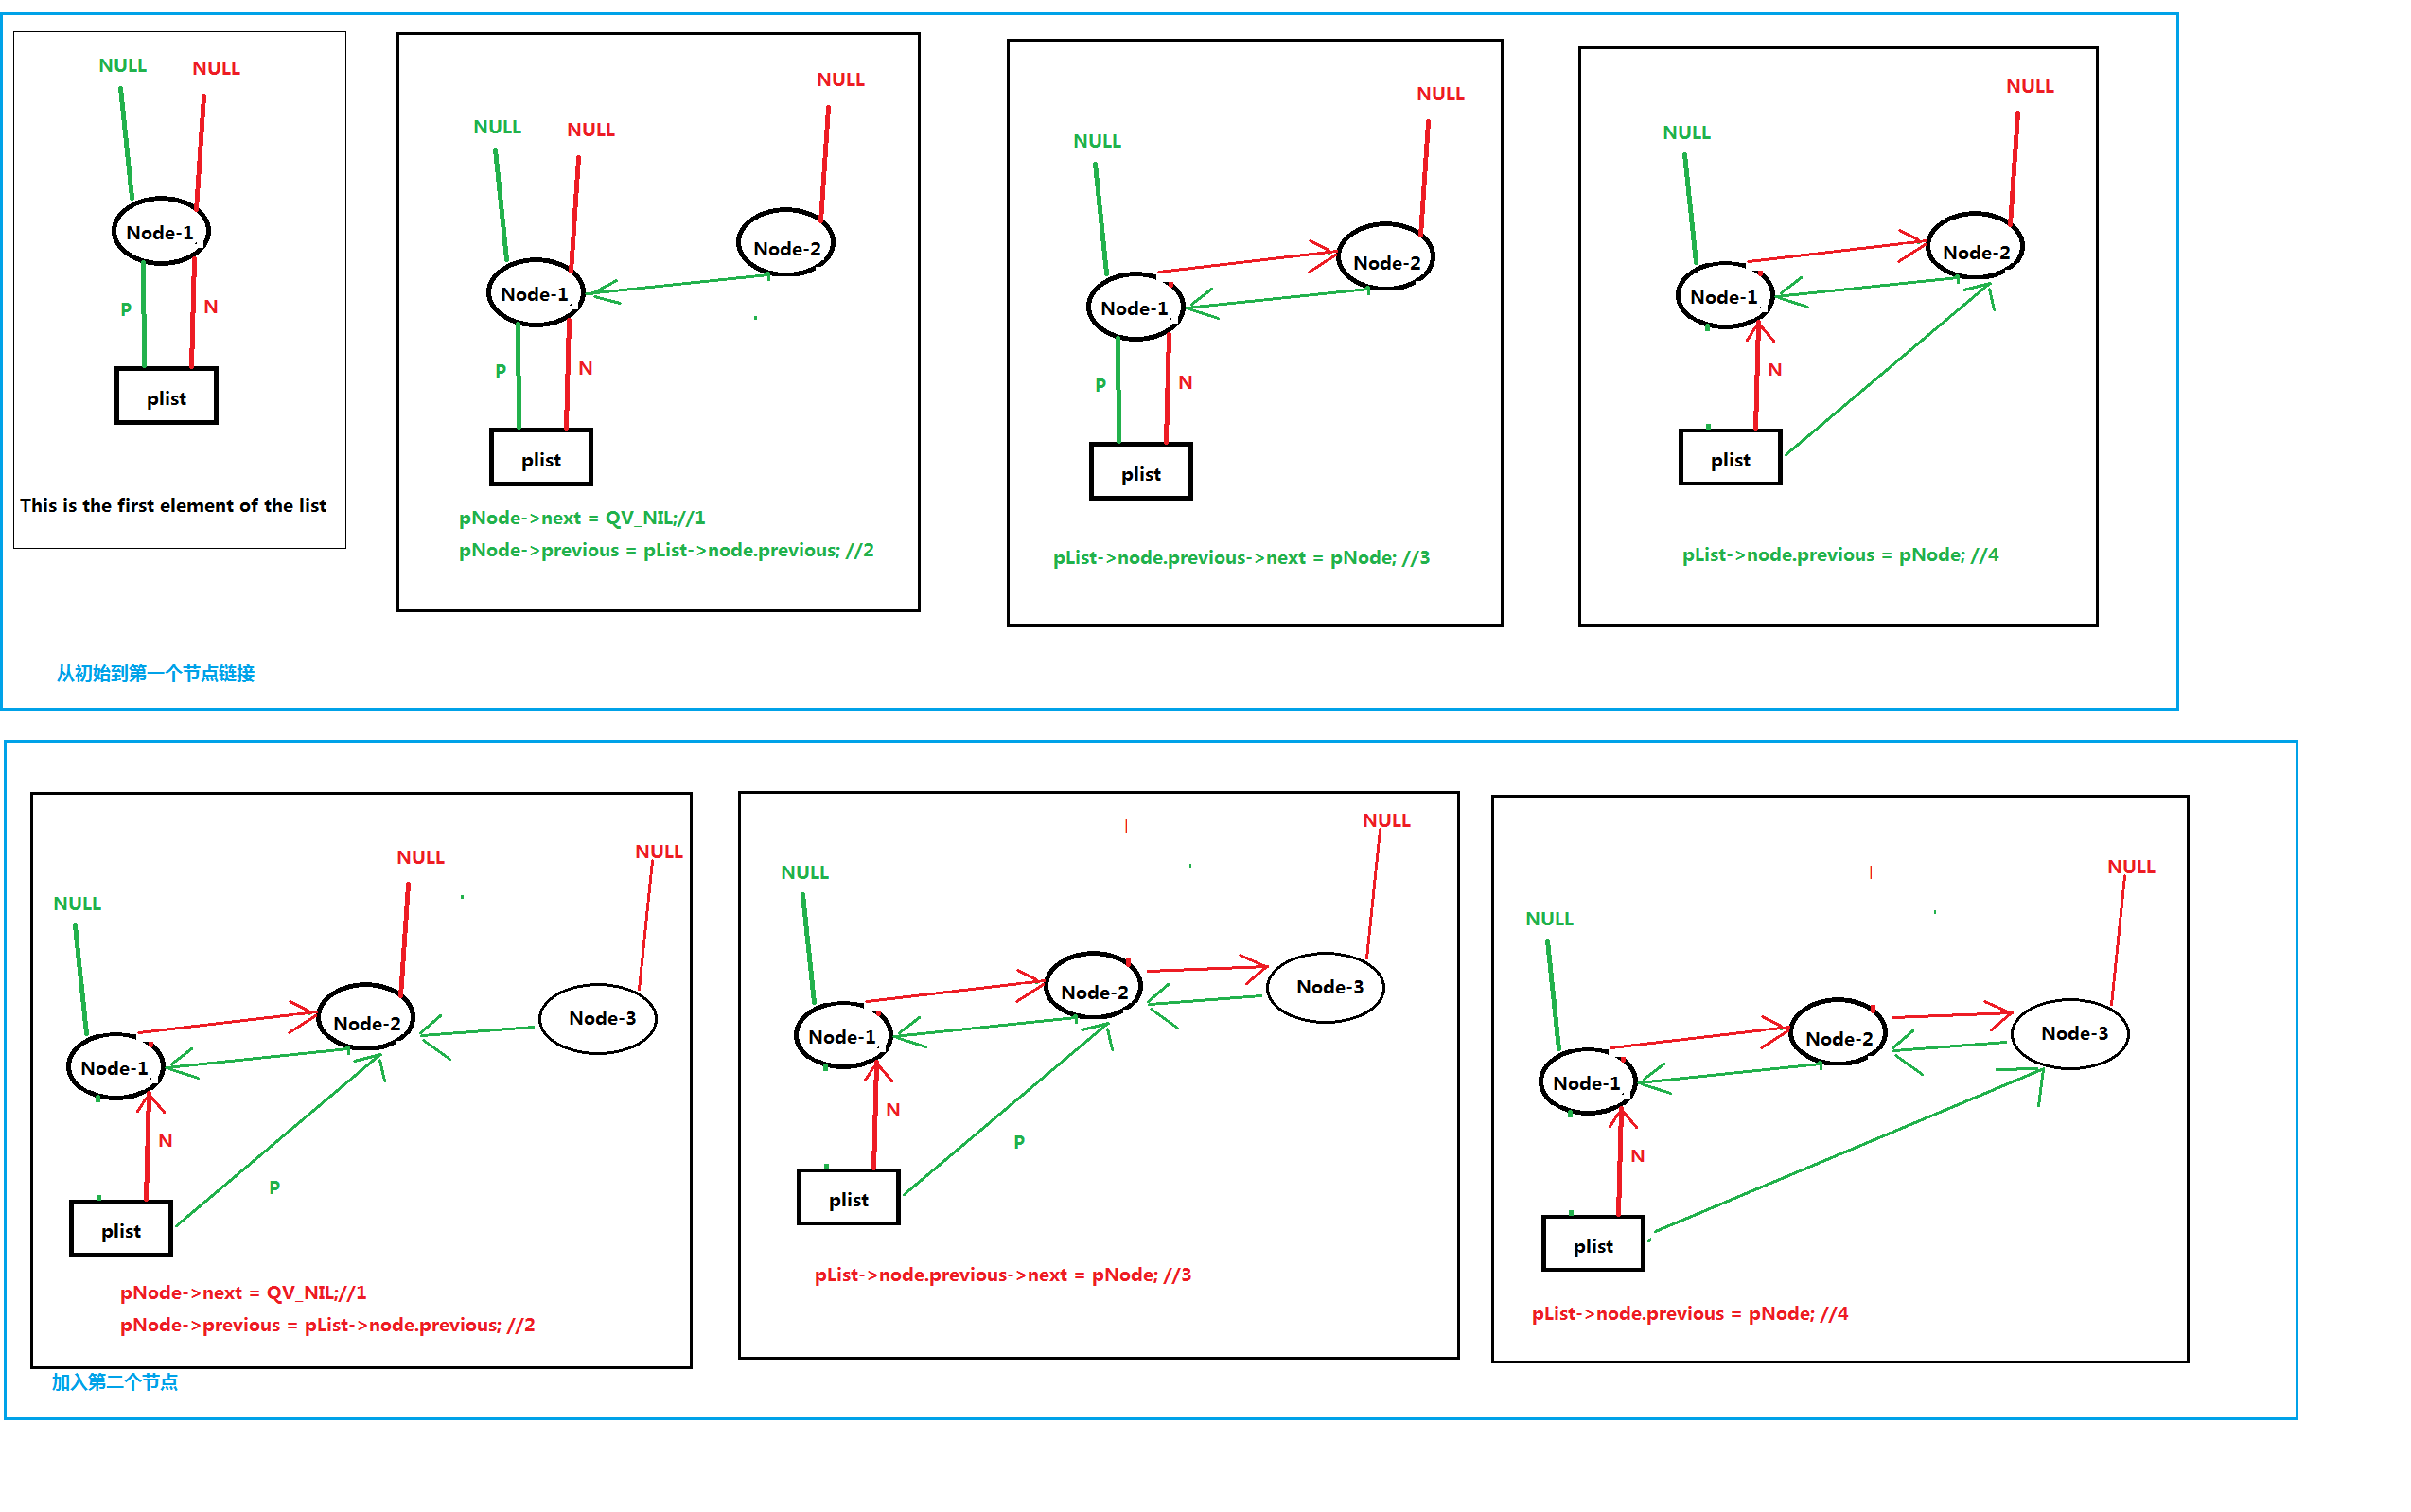 NULL NULL
Node-1
P N
plist
This is the first element of the list
NULL
NULL NULL
Node-2
Node-1
P N
plist
pNode->next = QV_NIL;//1
pNode->previous = pList->node.previous; //2
NULL
NULL
Node-2
Node-1
P N
plist
pList->node.previous->next = pNode; //3
NULL
NULL
Node-2
Node-1
N
plist
pList->node.previous = pNode; //4
从初始到第一个节点链接
NULL
NULL
NULL
Node-3
Node-2
Node-1
N
P
plist
pNode->next = QV_NIL;//1
pNode->previous = pList->node.previous; //2
NULL
NULL
Node-3
Node-2
Node-1
N
P
plist
pList->node.previous->next = pNode; //3
NULL
NULL
Node-3
Node-2
Node-1
N
plist
pList->node.previous = pNode; //4
加入第二个节点